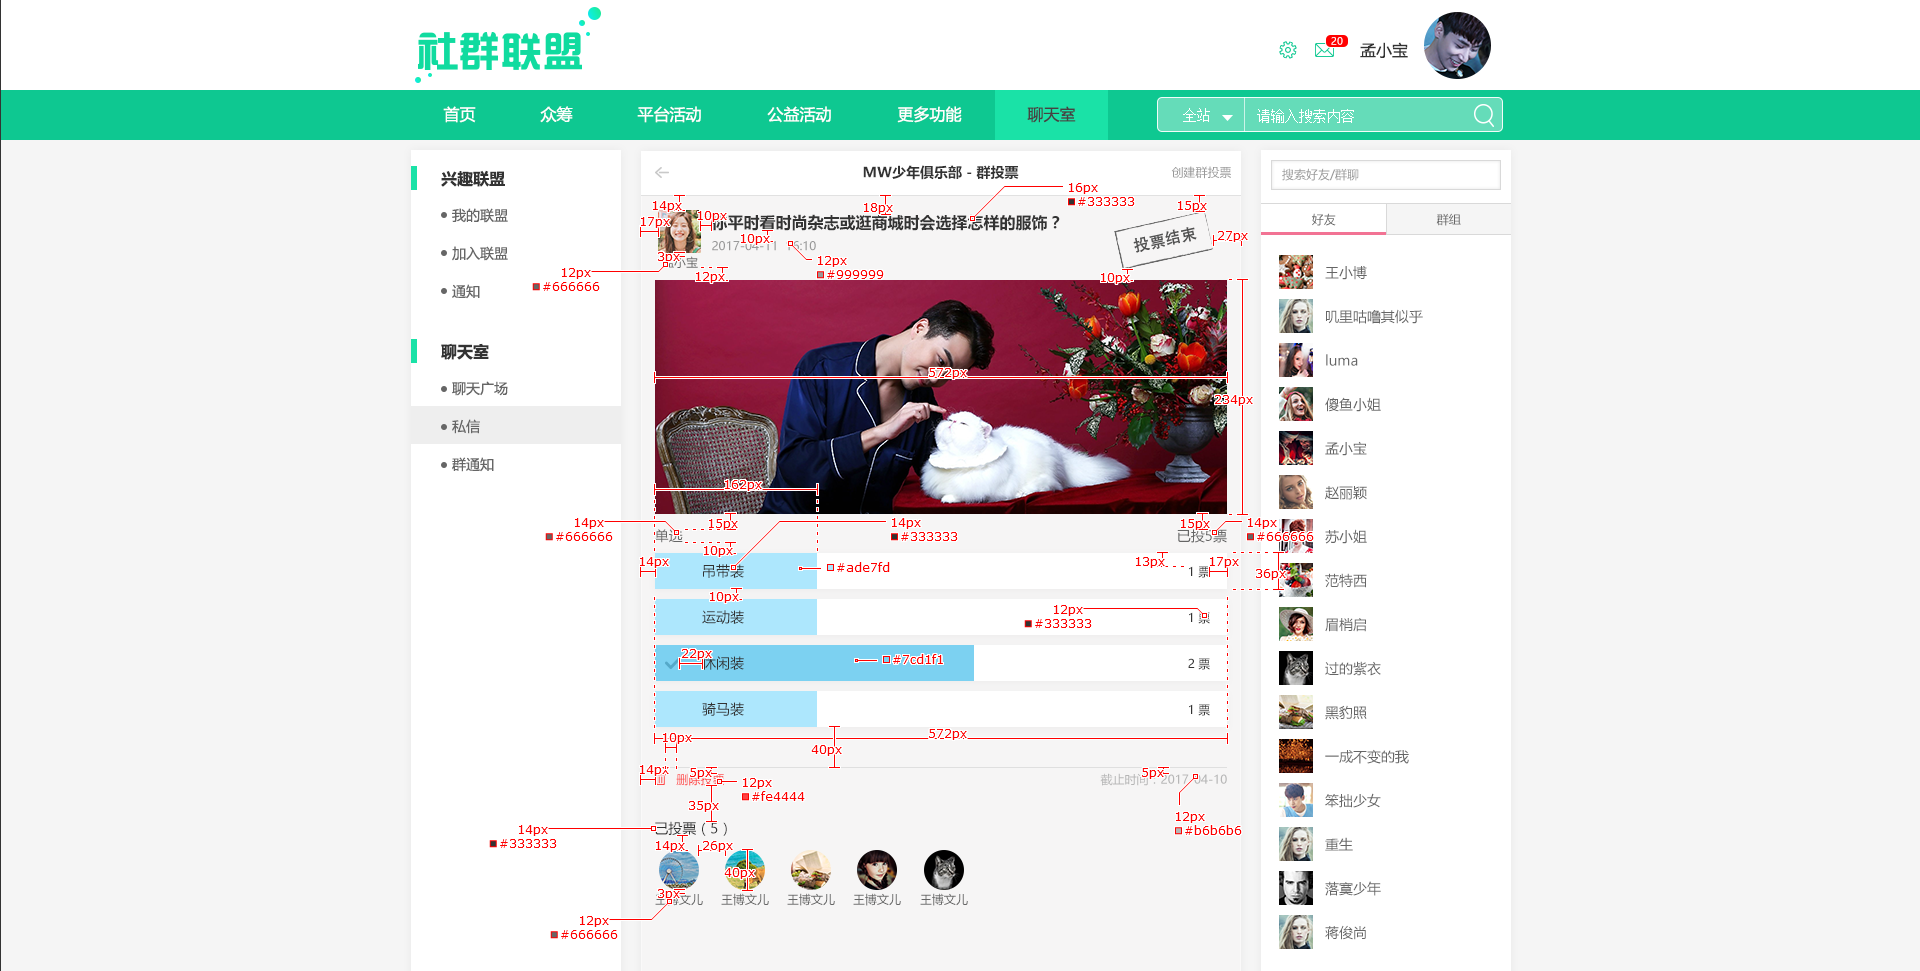 社群联盟
20
孟小宝
首页 众筹 平台活动 公益活动 更多功能 聊天室
全站 请输入搜索内容
兴趣联盟
我的联盟
加入联盟
通知
聊天室
聊天广场
私信
群通知
MW少年俱乐部 - 群投票
创建群投票
14px
18px
16px
#333333
15px
17px
10px
你平时看时尚杂志或逛商城时会选择怎样的服饰？
10px
2017-04-11 16:10
投票结束
27px
3px
孟小宝
12px
#666666
12px
12px
#999999
10px
572px
234px
162px
14px
#666666
15px
14px
#333333
15px
14px
#666666
单选
已投5票
10px
14px
吊带装
#ade7fd
13px
1 票
17px
36px
10px
运动装
12px
#333333
1 票
22px
休闲装
#7cd1f1
2 票
骑马装
1 票
572px
10px
40px
14px
删除投票
5px
12px
#fe4444
5px
截止时间：2017-04-10
12px
#b6b6b6
35px
14px
#333333
已投票（5）
14px
26px
40px
3px
王博文儿 王博文儿 王博文儿 王博文儿 王博文儿
12px
#666666
搜索好友/群聊
好友 群组
王小博
叽里咕噜其似乎
luma
傻鱼小姐
孟小宝
赵丽颖
苏小姐
范特西
眉梢启
过的紫衣
黑豹照
一成不变的我
笨拙少女
重生
落寞少年
蒋俊尚